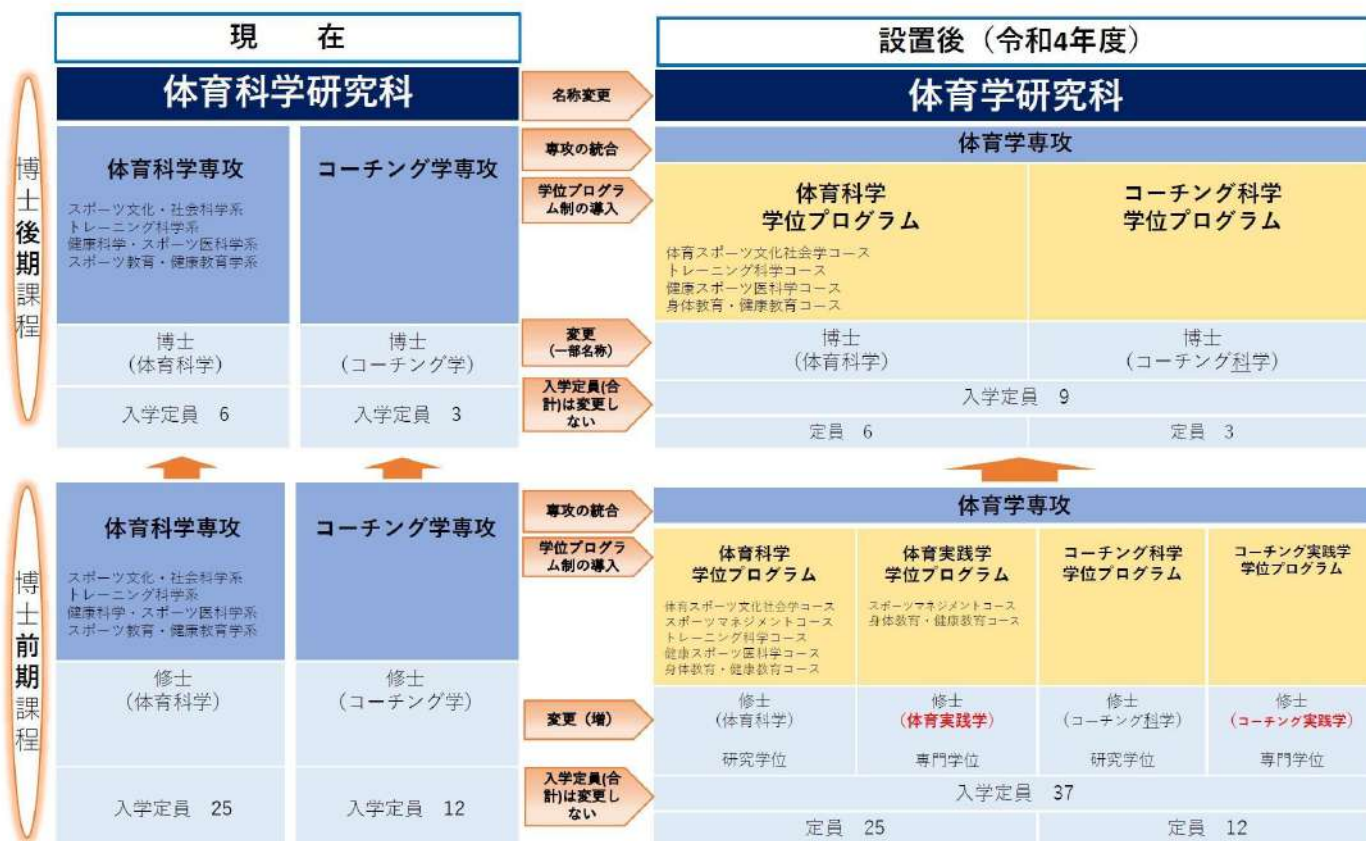 現 在
設置後（令和4年度）
博士後期課程
体育科学研究科
名称変更
体育学研究科
体育科学専攻
スポーツ文化・社会科学系
トレーニング科学系
健康科学・スポーツ医科学系
スポーツ教育・健康教育学系
コーチング学専攻
専攻の統合
学位プログラ
ム制の導入
体育学専攻
体育科学
学位プログラム
体育スポーツ文化社会学コース
トレーニング科学コース
健康スポーツ医科学コース
身体教育・健康教育コース
コーチング科学
学位プログラム
博士
(体育科学)
博士
(コーチング学)
変更
(一部名称)
博士
(体育科学)
博士
(コーチング科学)
入学定員 6
入学定員 3
入学定員(合
計)は変更し
ない
入学定員 9
定員 6
定員 3
博士前期課程
体育科学専攻
スポーツ文化・社会科学系
トレーニング科学系
健康科学・スポーツ医科学系
スポーツ教育・健康教育学系
コーチング学専攻
専攻の統合
学位プログラ
ム制の導入
体育学専攻
体育科学
学位プログラム
体育スポーツ文化社会学コース
スポーツマネジメントコース
トレーニング科学コース
健康スポーツ医科学コース
身体教育・健康教育コース
体育実践学
学位プログラム
スポーツマネジメントコース
身体教育・健康教育コース
コーチング科学
学位プログラム
コーチング実践学
学位プログラム
修士
(体育科学)
修士
(コーチング学)
変更（増）
修士
(体育科学)
研究学位
修士
(体育実践学)
専門学位
修士
(コーチング科学)
研究学位
修士
(コーチング実践学)
専門学位
入学定員 25
入学定員 12
入学定員(合
計)は変更し
ない
入学定員 37
定員 25
定員 12